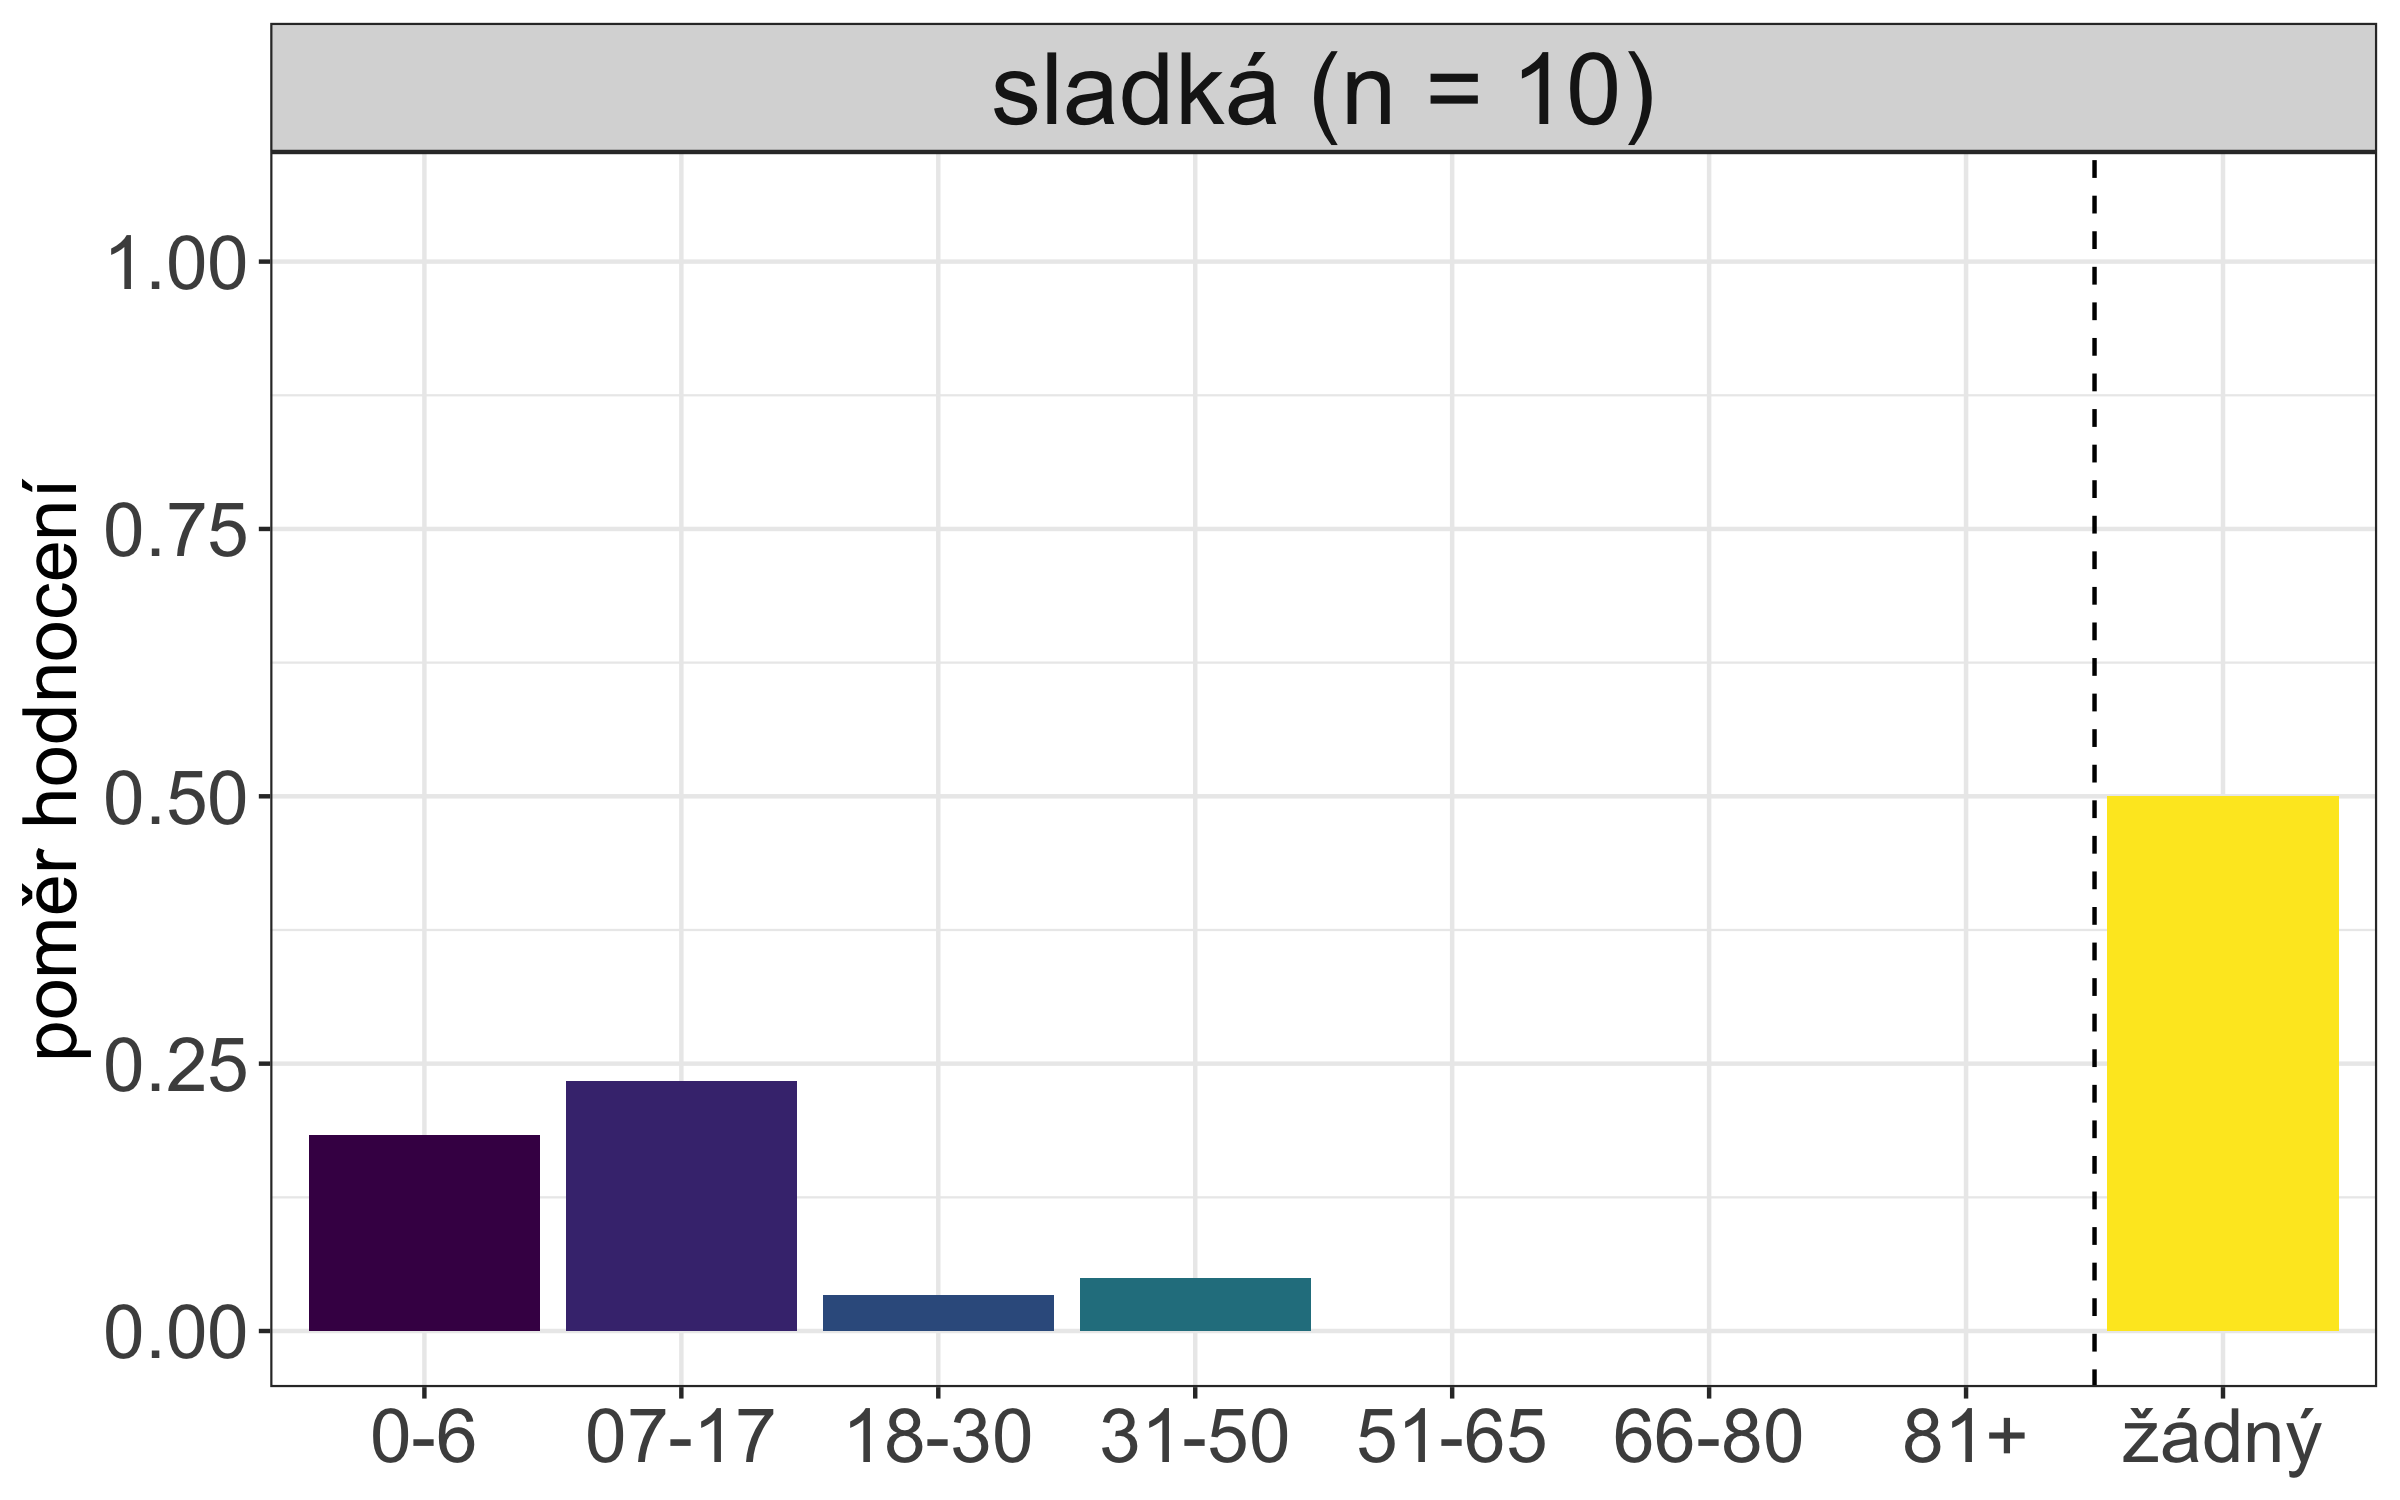 sladká (n = 10)
poměr hodnocení
1.00
0.75
0.50
0.25
0.00
0-6 07-17 18-30 31-50 51-65 66-80 81+ žádný